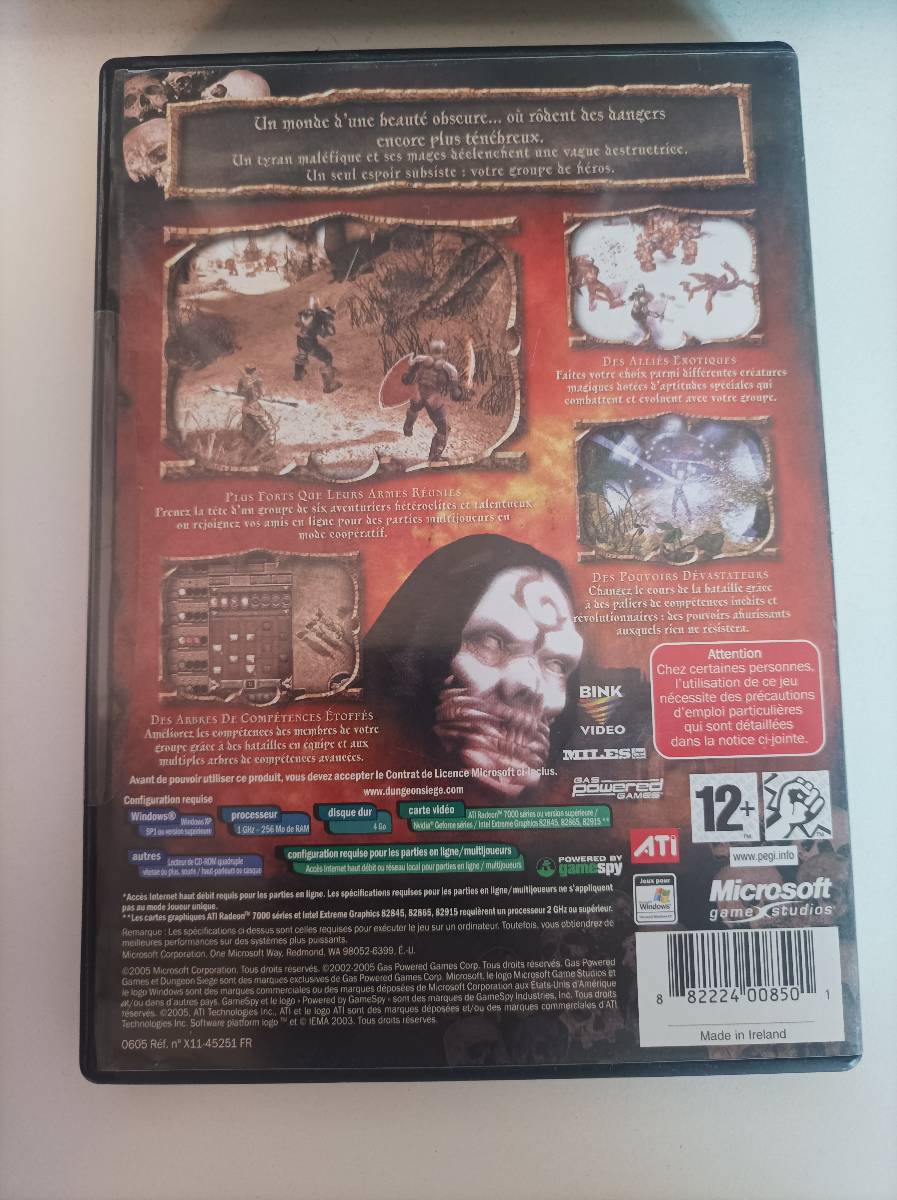 Un monde d'une beauté obscure... où rôdent des dangers
encore plus ténébreux.
Un tyran maléfique et ses mages déclenchent une vague destructrice.
Un seul espoir subsiste : votre groupe de héros.
Des Alliés Exotiques
Faites votre choix parmi différentes créatures
magiques dotées d'aptitudes spéciales qui
combattent et évoluent avec votre groupe.
Plus Forts Que Leurs Armes Réunies
Prenez la tête d'un groupe de six aventuriers hétéroclites et talentueux
ou rejoignez vos amis en ligne pour des parties multijoueurs en
mode coopératif.
Des Pouvoirs Dévastateurs
Changez le cours de la bataille grâce
à des paliers de compétences inédits et
révolutionnaires : des pouvoirs ahurissants
auxquels rien ne résistera.
Des Arbres De Compétences Étoffés
Améliorez les compétences des membres de votre
groupe grâce à des batailles en équipe et aux
multiples arbres de compétences avancées.
Attention
Chez certaines personnes,
l'utilisation de ce jeu
nécessite des précautions
d'emploi particulières
qui sont détaillées
dans la notice ci-jointe.
BINK
VIDEO
MILES
GAS
Powered
GAMES
Avant de pouvoir utiliser ce produit, vous devez accepter le Contrat de Licence Microsoft ci-inclus.
www.dungeonsiege.com
Configuration requise
Windows® Windows XP
SP1 ou version supérieure
processeur
1 GHz - 256 Mo de RAM
disque dur
4 Go
carte vidéo ATI Radeon™ 7000 séries ou version supérieure /
Nvidia® Geforce séries / Intel Extreme Graphics 82845, 82865, 82915 **
autres Lecteur de CD-ROM quadruple
vitesse ou plus, souris / haut-parleurs ou casque
configuration requise pour les parties en ligne/multijoueurs
Accès Internet haut débit ou réseau local pour parties en ligne / multijoueurs
POWERED BY
gamespy
ATI
12+
TM
TM
www.pegi.info
Jeux pour
Windows
Microsoft
game studios
*Accès Internet haut débit requis pour les parties en ligne. Les spécifications requises pour les parties en ligne/multijoueurs ne s'appliquent
pas au mode Joueur unique.
**Les cartes graphiques ATI Radeon™ 7000 séries et Intel Extreme Graphics 82845, 82865, 82915 requièrent un processeur 2 GHz ou supérieur.
Remarque : Les spécifications ci-dessus sont celles requises pour exécuter le jeu sur un ordinateur. Toutefois, vous obtiendrez de
meilleures performances sur des systèmes plus puissants.
Microsoft Corporation, One Microsoft Way, Redmond, WA 98052-6399, É.-U.
©2005 Microsoft Corporation. Tous droits réservés. ©2002-2005 Gas Powered Games Corp. Tous droits réservés. Gas Powered
Games et Dungeon Siege sont des marques exclusives de Gas Powered Games Corp. Microsoft, le logo Microsoft Game Studios et
le logo Windows sont des marques commerciales ou des marques déposées de Microsoft Corporation aux États-Unis d'Amérique
et/ou dans d'autres pays. GameSpy et le logo « Powered by GameSpy » sont des marques de GameSpy Industries, Inc. Tous droits
réservés. ©2005, ATI Technologies Inc., ATI et le logo ATI sont des marques déposées et/ou des marques commerciales d'ATI
Technologies Inc. Software platform logo ™ et © IEMA 2003. Tous droits réservés.
0605 Réf. n° X11-45251 FR
8 82224 00850 1
Made in Ireland